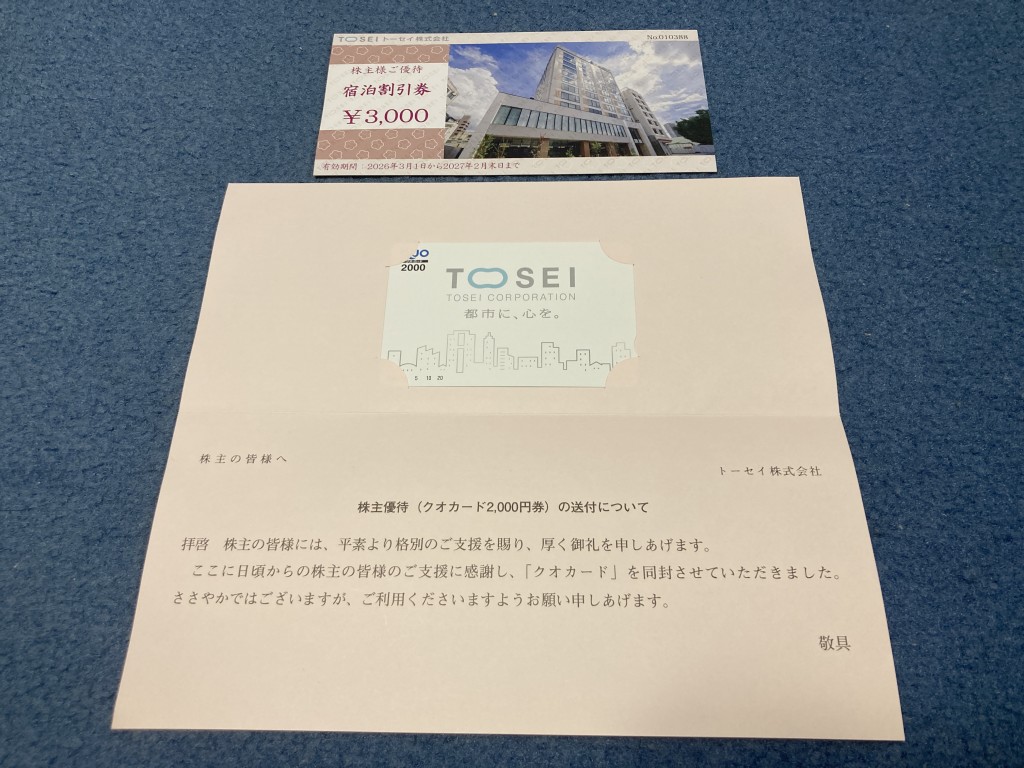 TOSEI トーセイ株式会社
No.010388
株主様ご優待
宿泊割引券
¥3,000
有効期間 2026年3月1日から2027年2月末日まで
2000
TOSEI
TOSEI CORPORATION
都市に、心を。
株主の皆様へ
トーセイ株式会社
株主優待(クオカード2,000円券)の送付について
拝啓 株主の皆様には、平素より格別のご支援を賜り、厚く御礼を申しあげます。
ここに日頃からの株主の皆様のご支援に感謝し、「クオカード」を同封させていただきました。
ささやかではございますが、ご利用くださいますようお願い申しあげます。
敬具